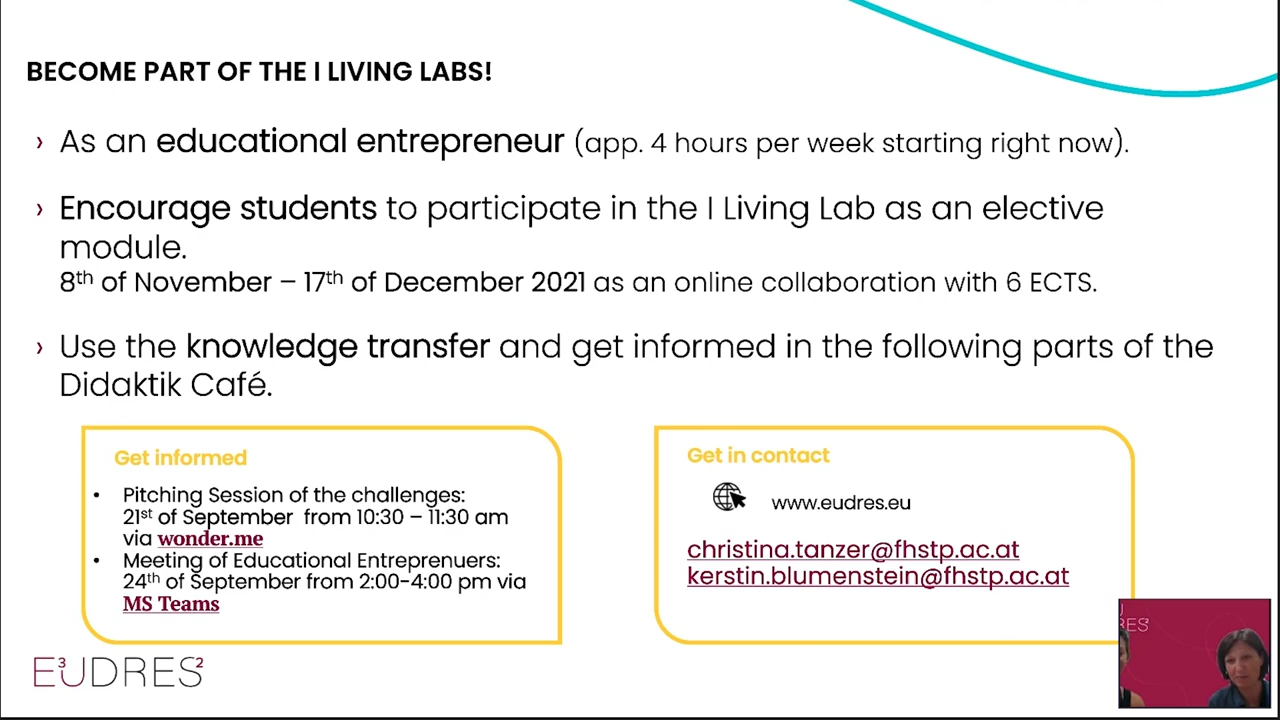 BECOME PART OF THE I LIVING LABS!
› As an educational entrepreneur (app. 4 hours per week starting right now).
› Encourage students to participate in the I Living Lab as an elective
module.
8th of November – 17th of December 2021 as an online collaboration with 6 ECTS.
› Use the knowledge transfer and get informed in the following parts of the
Didaktik Café.
Get informed
• Pitching Session of the challenges:
21st of September from 10:30 – 11:30 am
via wonder.me
• Meeting of Educational Entreprenuers:
24th of September from 2:00-4:00 pm via
MS Teams
Get in contact
www.eudres.eu
christina.tanzer@fhstp.ac.at
kerstin.blumenstein@fhstp.ac.at
E³UDRES²
U
RES²